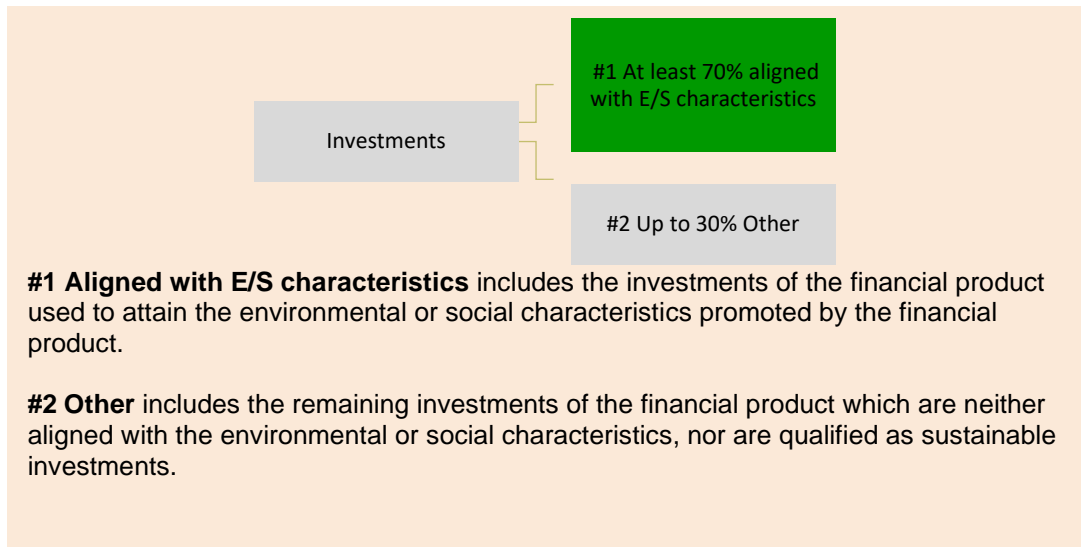 #1 At least 70% aligned
with E/S characteristics
Investments
#2 Up to 30% Other
#1 Aligned with E/S characteristics includes the investments of the financial product
used to attain the environmental or social characteristics promoted by the financial
product.
#2 Other includes the remaining investments of the financial product which are neither
aligned with the environmental or social characteristics, nor are qualified as sustainable
investments.